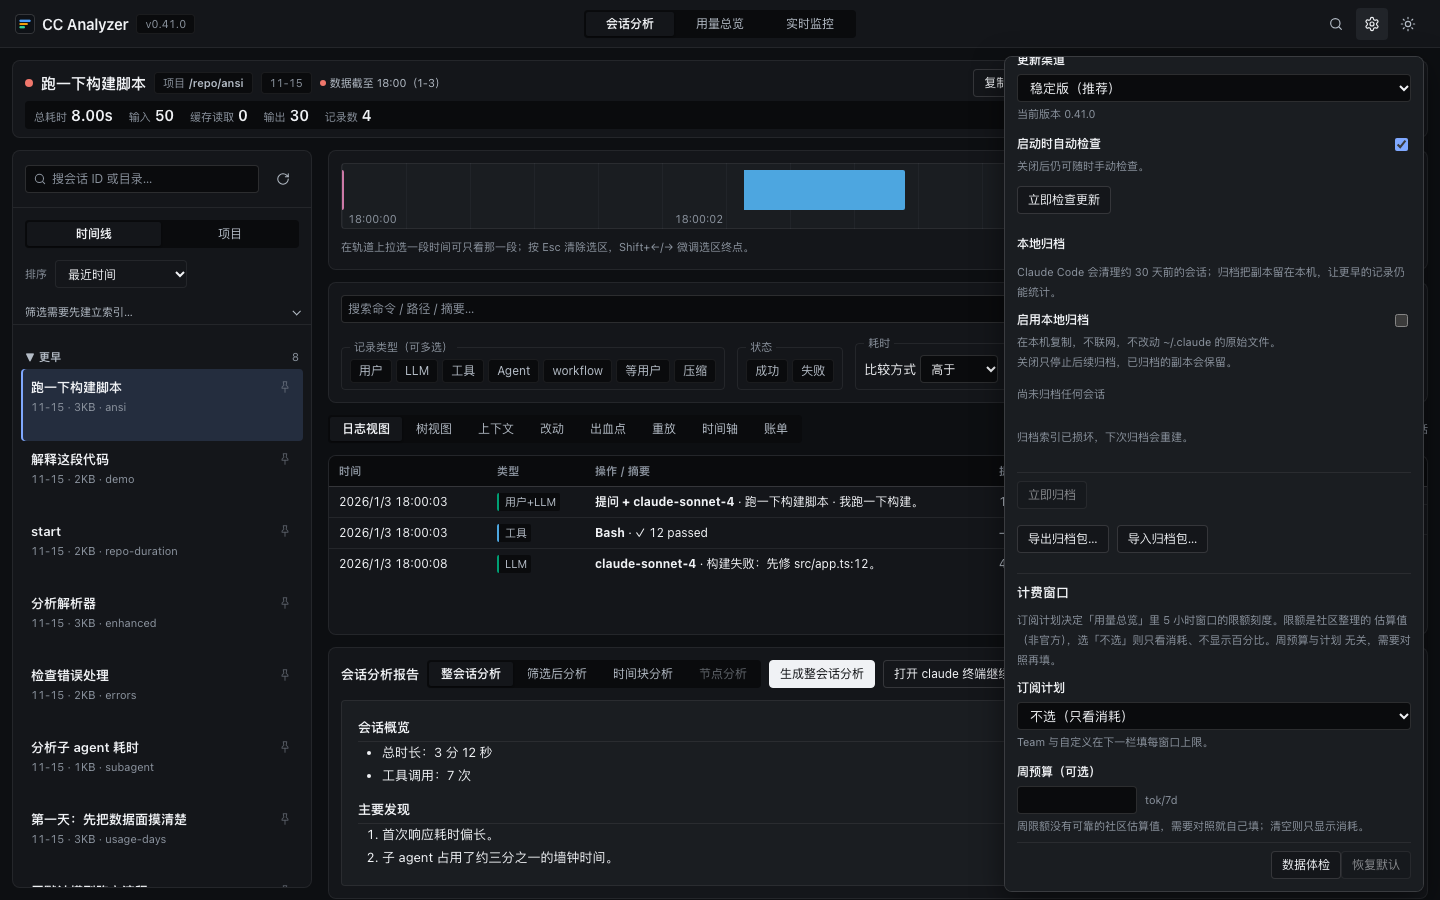 CC Analyzer v0.41.0 会话分析 用量总览 实时监控
跑一下构建脚本 项目 /repo/ansi 11-15 数据截至 18:00（1-3）
总耗时 8.00s 输入 50 缓存读取 0 输出 30 记录数 4
搜会话 ID 或目录...
时间线 项目
排序 最近时间
筛选需要先建立索引...
▼ 更早 8
跑一下构建脚本
11-15 · 3KB · ansi
解释这段代码
11-15 · 2KB · demo
start
11-15 · 2KB · repo-duration
分析解析器
11-15 · 3KB · enhanced
检查错误处理
11-15 · 2KB · errors
分析子 agent 耗时
11-15 · 1KB · subagent
第一天：先把数据面摸清楚
11-15 · 3KB · usage-days
18:00:00 18:00:02
在轨道上拉选一段时间可只看那一段；按 Esc 清除选区，Shift+←/→ 微调选区终点。
搜索命令 / 路径 / 摘要...
记录类型（可多选） 状态 耗时
用户 LLM 工具 Agent workflow 等用户 压缩 成功 失败 比较方式 高于
日志视图 树视图 上下文 改动 出血点 重放 时间轴 账单
时间 类型 操作 / 摘要
2026/1/3 18:00:03 用户+LLM 提问 + claude-sonnet-4 · 跑一下构建脚本 · 我跑一下构建。
2026/1/3 18:00:03 工具 Bash · ✓ 12 passed
2026/1/3 18:00:08 LLM claude-sonnet-4 · 构建失败：先修 src/app.ts:12。
会话分析报告 整会话分析 筛选后分析 时间块分析 节点分析 生成整会话分析 打开 claude 终端继续
会话概览
• 总时长：3 分 12 秒
• 工具调用：7 次
主要发现
1. 首次响应耗时偏长。
2. 子 agent 占用了约三分之一的墙钟时间。
更新渠道
稳定版（推荐）
当前版本 0.41.0
启动时自动检查
关闭后仍可随时手动检查。
立即检查更新
本地归档
Claude Code 会清理约 30 天前的会话；归档把副本留在本机，让更早的记录仍
能统计。
启用本地归档
在本机复制，不联网，不改动 ~/.claude 的原始文件。
关闭只停止后续归档，已归档的副本会保留。
尚未归档任何会话
归档索引已损坏，下次归档会重建。
立即归档
导出归档包... 导入归档包...
计费窗口
订阅计划决定「用量总览」里 5 小时窗口的限额刻度。限额是社区整理的 估算值
（非官方），选「不选」则只看消耗、不显示百分比。周预算与计划 无关，需要对
照再填。
订阅计划
不选（只看消耗）
Team 与自定义在下一栏填每窗口上限。
周预算（可选）
tok/7d
周限额没有可靠的社区估算值，需要对照就自己填；清空则只显示消耗。
数据体检 恢复默认